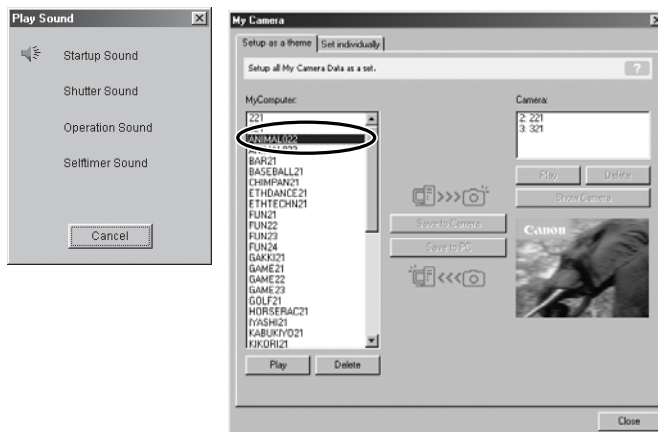 Play Sound
Startup Sound
Shutter Sound
Operation Sound
Selftimer Sound
Cancel
My Camera
Setup as a theme
Set individually
Setup all My Camera Data as a set.
?
MyComputer:
221
ANIMAL022
BAR21
BASEBALL21
CHIMPAN21
ETHDANCE21
ETHTECHN21
FUN21
FUN22
FUN23
FUN24
GAKKI21
GAME21
GAME22
GAME23
GOLF21
HORSERAC21
IYASHI21
KABUKIYO21
KIKORI21
Play
Delete
>>>
Save to Camera
Save to PC
<<<
Camera:
2: 221
3: 321
Play
Delete
Show Camera
Canon
Close